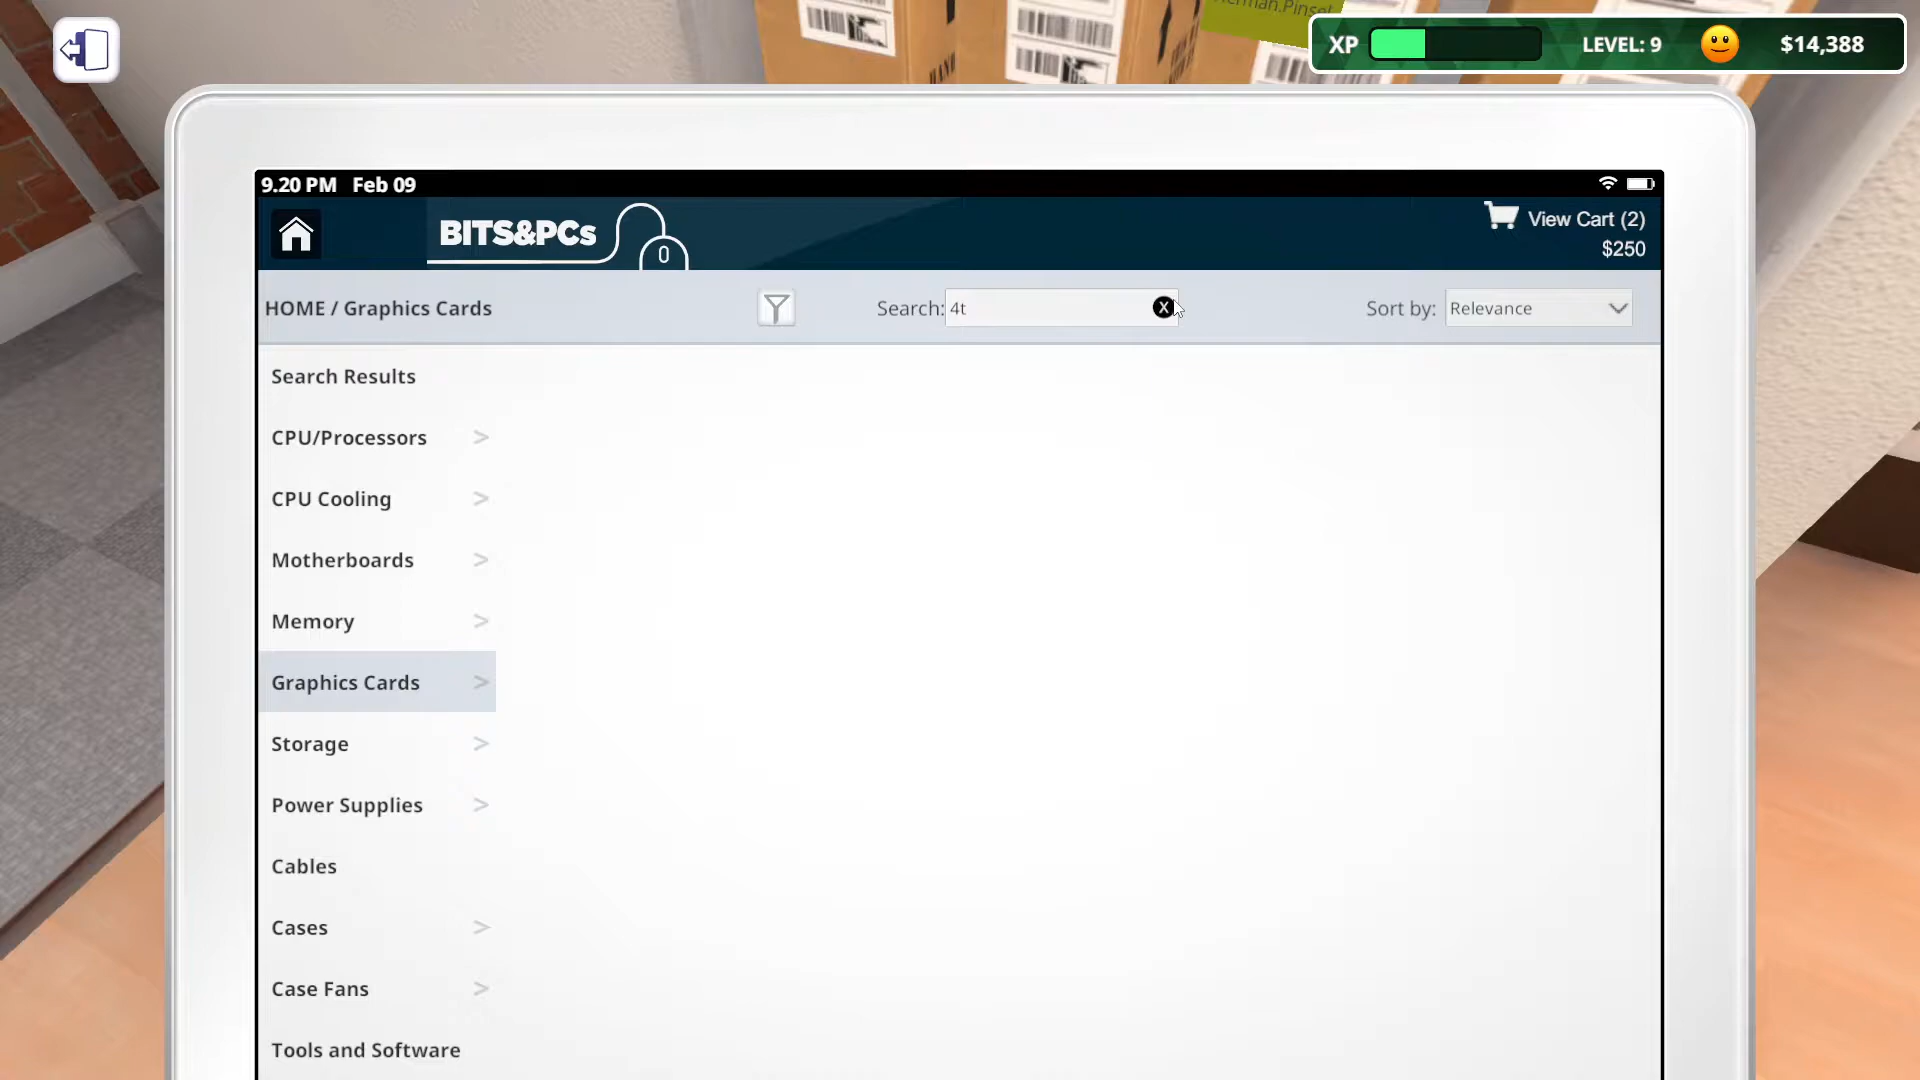 XP LEVEL: 9 $14,388
9.20 PM Feb 09
BITS&PCs
View Cart (2)
$250
HOME / Graphics Cards
Search: 4t X
Sort by: Relevance
Search Results
CPU/Processors >
CPU Cooling >
Motherboards >
Memory >
Graphics Cards >
Storage >
Power Supplies >
Cables
Cases >
Case Fans >
Tools and Software